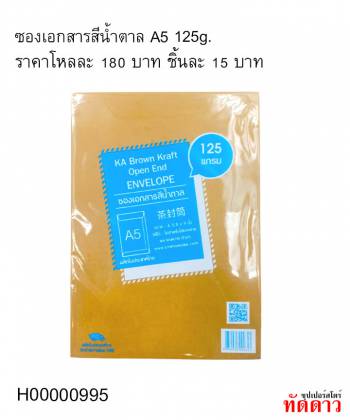 ซองเอกสารสีน้ำตาล A5 125g.
ราคาโหลละ 180 บาท ชิ้นละ 15 บาท
125
แกรม
KA Brown Kraft
Open End
ENVELOPE
ซองเอกสารสีน้ำตาล
A5
茶封筒
H00000995
ซุปเปอร์สโตร์
ทัดดาว